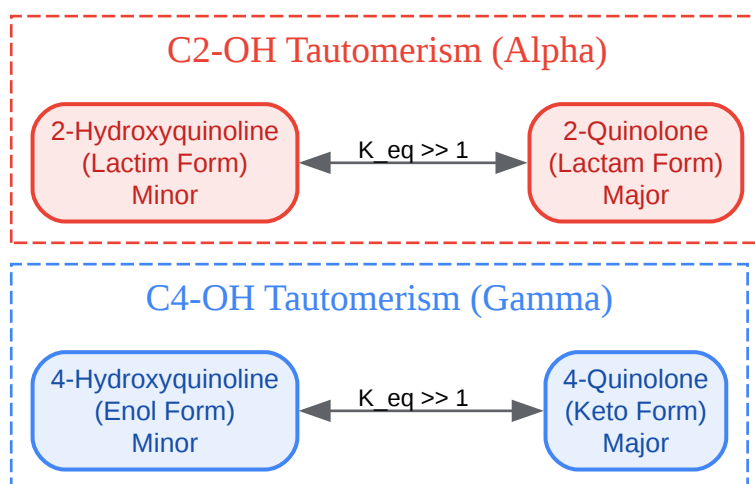 C2-OH Tautomerism (Alpha)
2-Hydroxyquinoline
(Lactim Form)
Minor
K_eq >> 1
2-Quinolone
(Lactam Form)
Major
C4-OH Tautomerism (Gamma)
4-Hydroxyquinoline
(Enol Form)
Minor
K_eq >> 1
4-Quinolone
(Keto Form)
Major